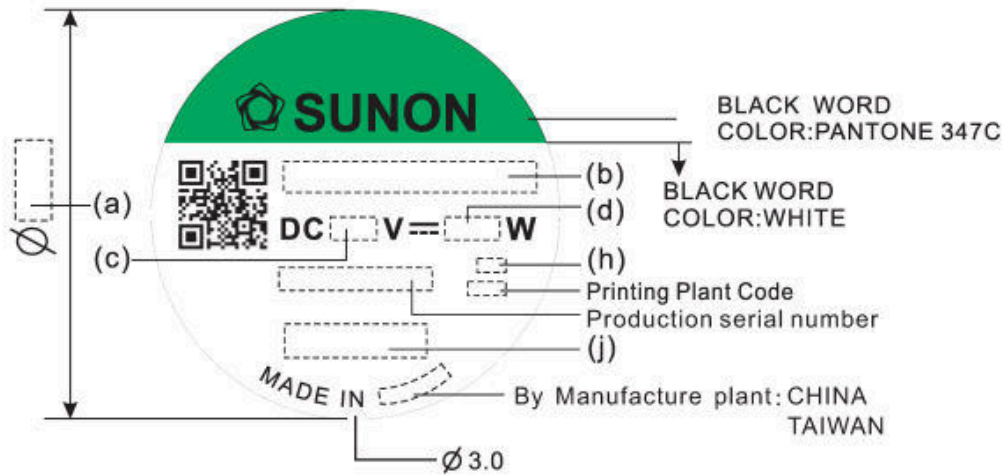 SUNON
BLACK WORD
COLOR:PANTONE 347C
BLACK WORD
COLOR:WHITE
(a)
Ø
(b)
DC V⎓ W
(d)
(c)
(h)
Printing Plant Code
Production serial number
(j)
MADE IN
By Manufacture plant: CHINA
TAIWAN
Ø 3.0